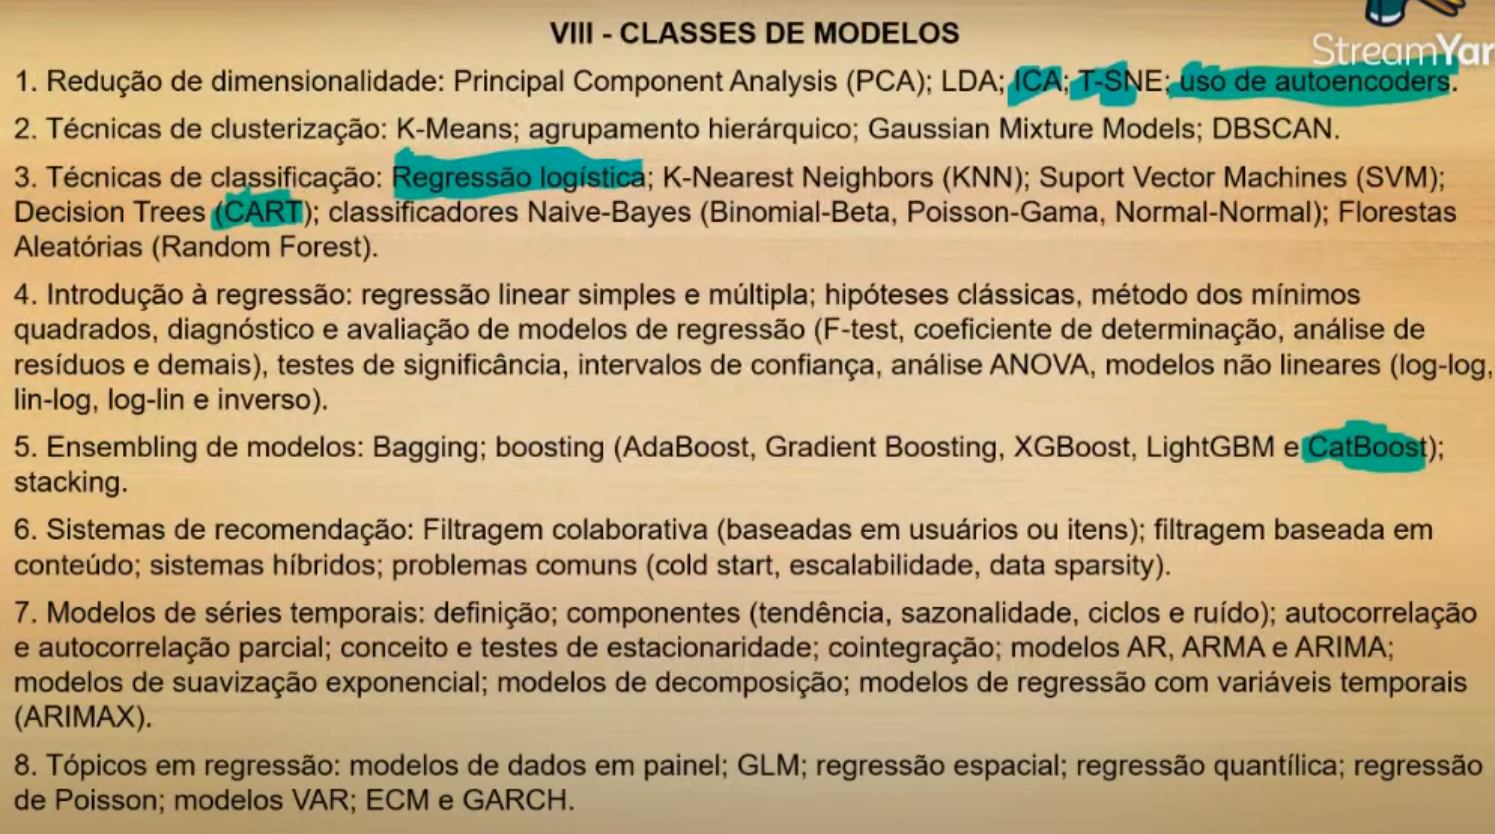 VIII - CLASSES DE MODELOS
StreamYar
1. Redução de dimensionalidade: Principal Component Analysis (PCA); LDA; ICA; T-SNE; uso de autoencoders.
2. Técnicas de clusterização: K-Means; agrupamento hierárquico; Gaussian Mixture Models; DBSCAN.
3. Técnicas de classificação: Regressão logística; K-Nearest Neighbors (KNN); Suport Vector Machines (SVM);
Decision Trees (CART); classificadores Naive-Bayes (Binomial-Beta, Poisson-Gama, Normal-Normal); Florestas
Aleatórias (Random Forest).
4. Introdução à regressão: regressão linear simples e múltipla; hipóteses clássicas, método dos mínimos
quadrados, diagnóstico e avaliação de modelos de regressão (F-test, coeficiente de determinação, análise de
resíduos e demais), testes de significância, intervalos de confiança, análise ANOVA, modelos não lineares (log-log,
lin-log, log-lin e inverso).
5. Ensembling de modelos: Bagging; boosting (AdaBoost, Gradient Boosting, XGBoost, LightGBM e CatBoost);
stacking.
6. Sistemas de recomendação: Filtragem colaborativa (baseadas em usuários ou itens); filtragem baseada em
conteúdo; sistemas híbridos; problemas comuns (cold start, escalabilidade, data sparsity).
7. Modelos de séries temporais: definição; componentes (tendência, sazonalidade, ciclos e ruído); autocorrelação
e autocorrelação parcial; conceito e testes de estacionaridade; cointegração; modelos AR, ARMA e ARIMA;
modelos de suavização exponencial; modelos de decomposição; modelos de regressão com variáveis temporais
(ARIMAX).
8. Tópicos em regressão: modelos de dados em painel; GLM; regressão espacial; regressão quantílica; regressão
de Poisson; modelos VAR; ECM e GARCH.